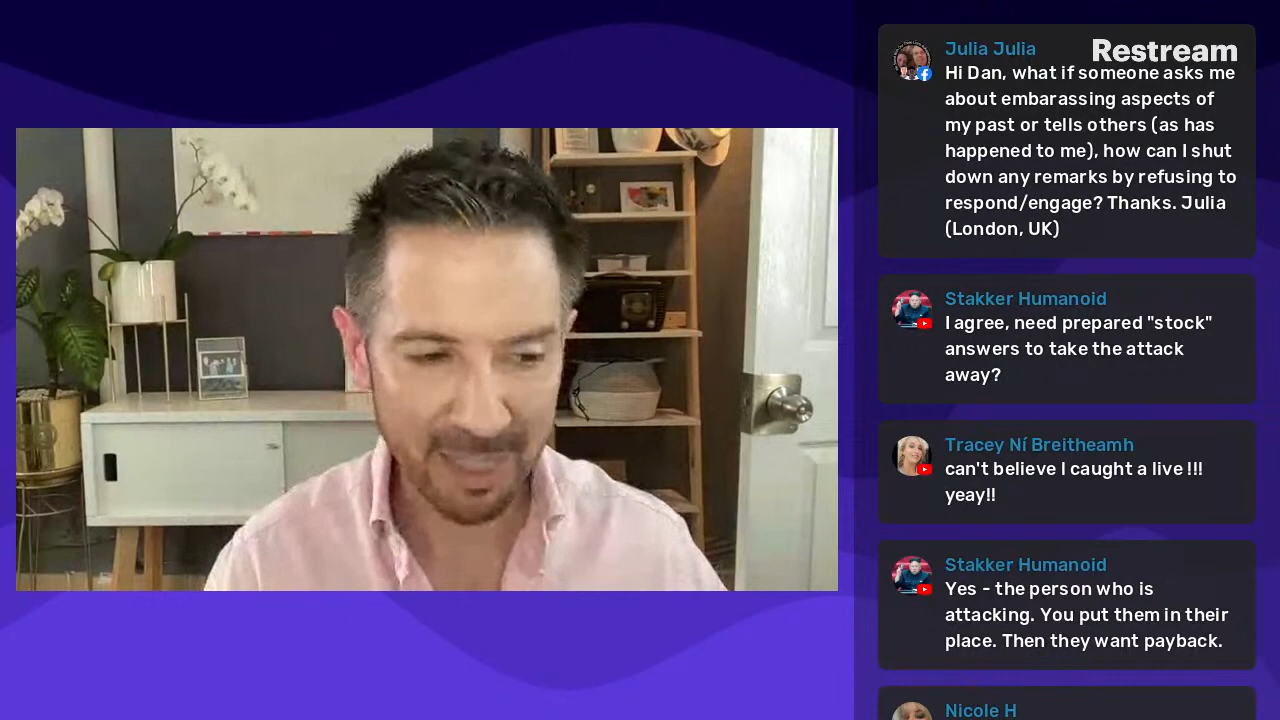 Restream
Julia Julia
Hi Dan, what if someone asks me
about embarassing aspects of
my past or tells others (as has
happened to me), how can I shut
down any remarks by refusing to
respond/engage? Thanks. Julia
(London, UK)
Stakker Humanoid
I agree, need prepared "stock"
answers to take the attack
away?
Tracey Ní Breitheamh
can't believe I caught a live !!!
yeay!!
Stakker Humanoid
Yes - the person who is
attacking. You put them in their
place. Then they want payback.
Nicole H